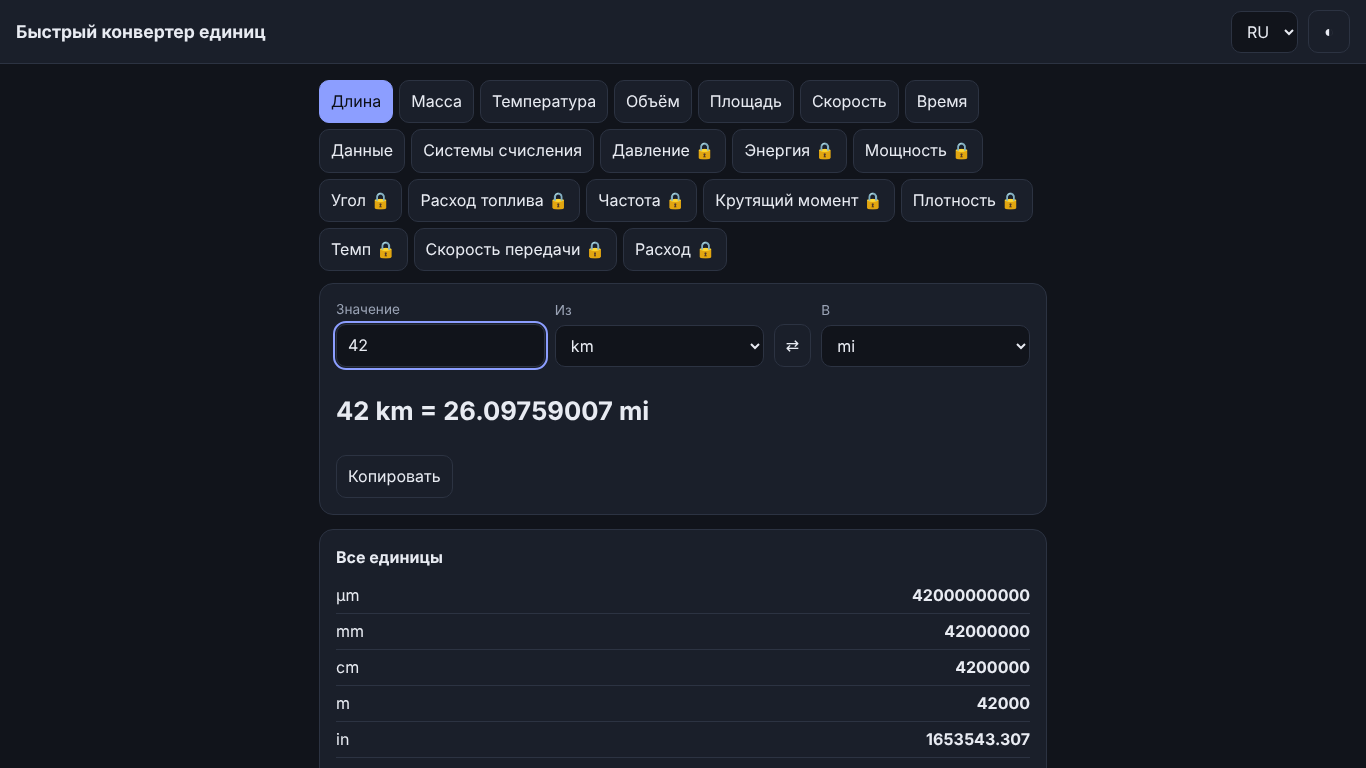 Быстрый конвертер единиц
RU
Длина Масса Температура Объём Площадь Скорость Время
Данные Системы счисления Давление 🔒 Энергия 🔒 Мощность 🔒
Угол 🔒 Расход топлива 🔒 Частота 🔒 Крутящий момент 🔒 Плотность 🔒
Темп 🔒 Скорость передачи 🔒 Расход 🔒
Значение Из В
42 km ⇄ mi
42 km = 26.09759007 mi
Копировать
Все единицы
µm 42000000000
mm 42000000
cm 4200000
m 42000
in 1653543.307